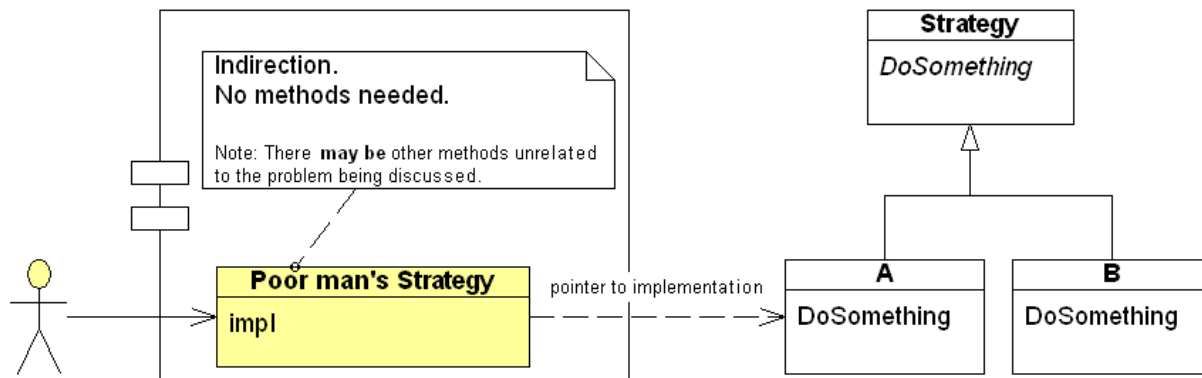 Strategy
DoSomething
Indirection.
No methods needed.
Note: There may be other methods unrelated
to the problem being discussed.
Poor man's Strategy
impl
pointer to implementation
A
DoSomething
B
DoSomething